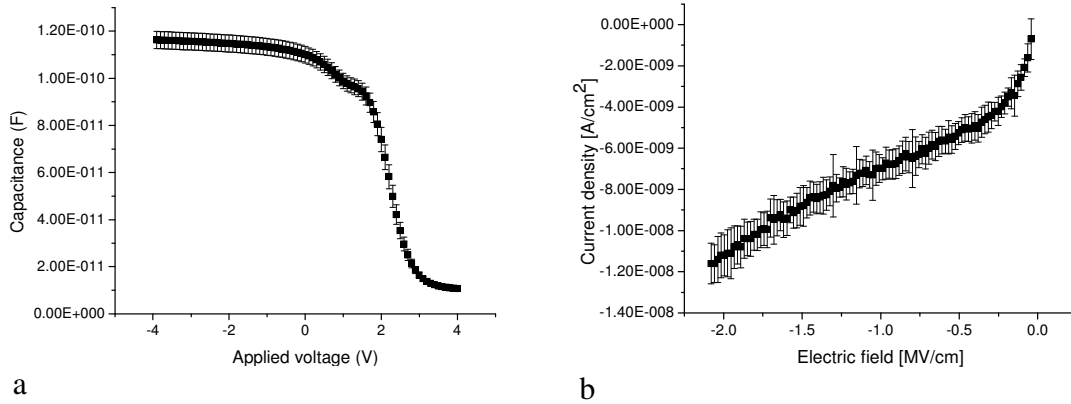 1.20E-010
1.00E-010
8.00E-011
6.00E-011
4.00E-011
2.00E-011
0.00E+000
Capacitance (F)
-4 -2 0 2 4
Applied voltage (V)
a
0.00E+000
-2.00E-009
-4.00E-009
-6.00E-009
-8.00E-009
-1.00E-008
-1.20E-008
-1.40E-008
Current density [A/cm²]
-2.0 -1.5 -1.0 -0.5 0.0
Electric field [MV/cm]
b